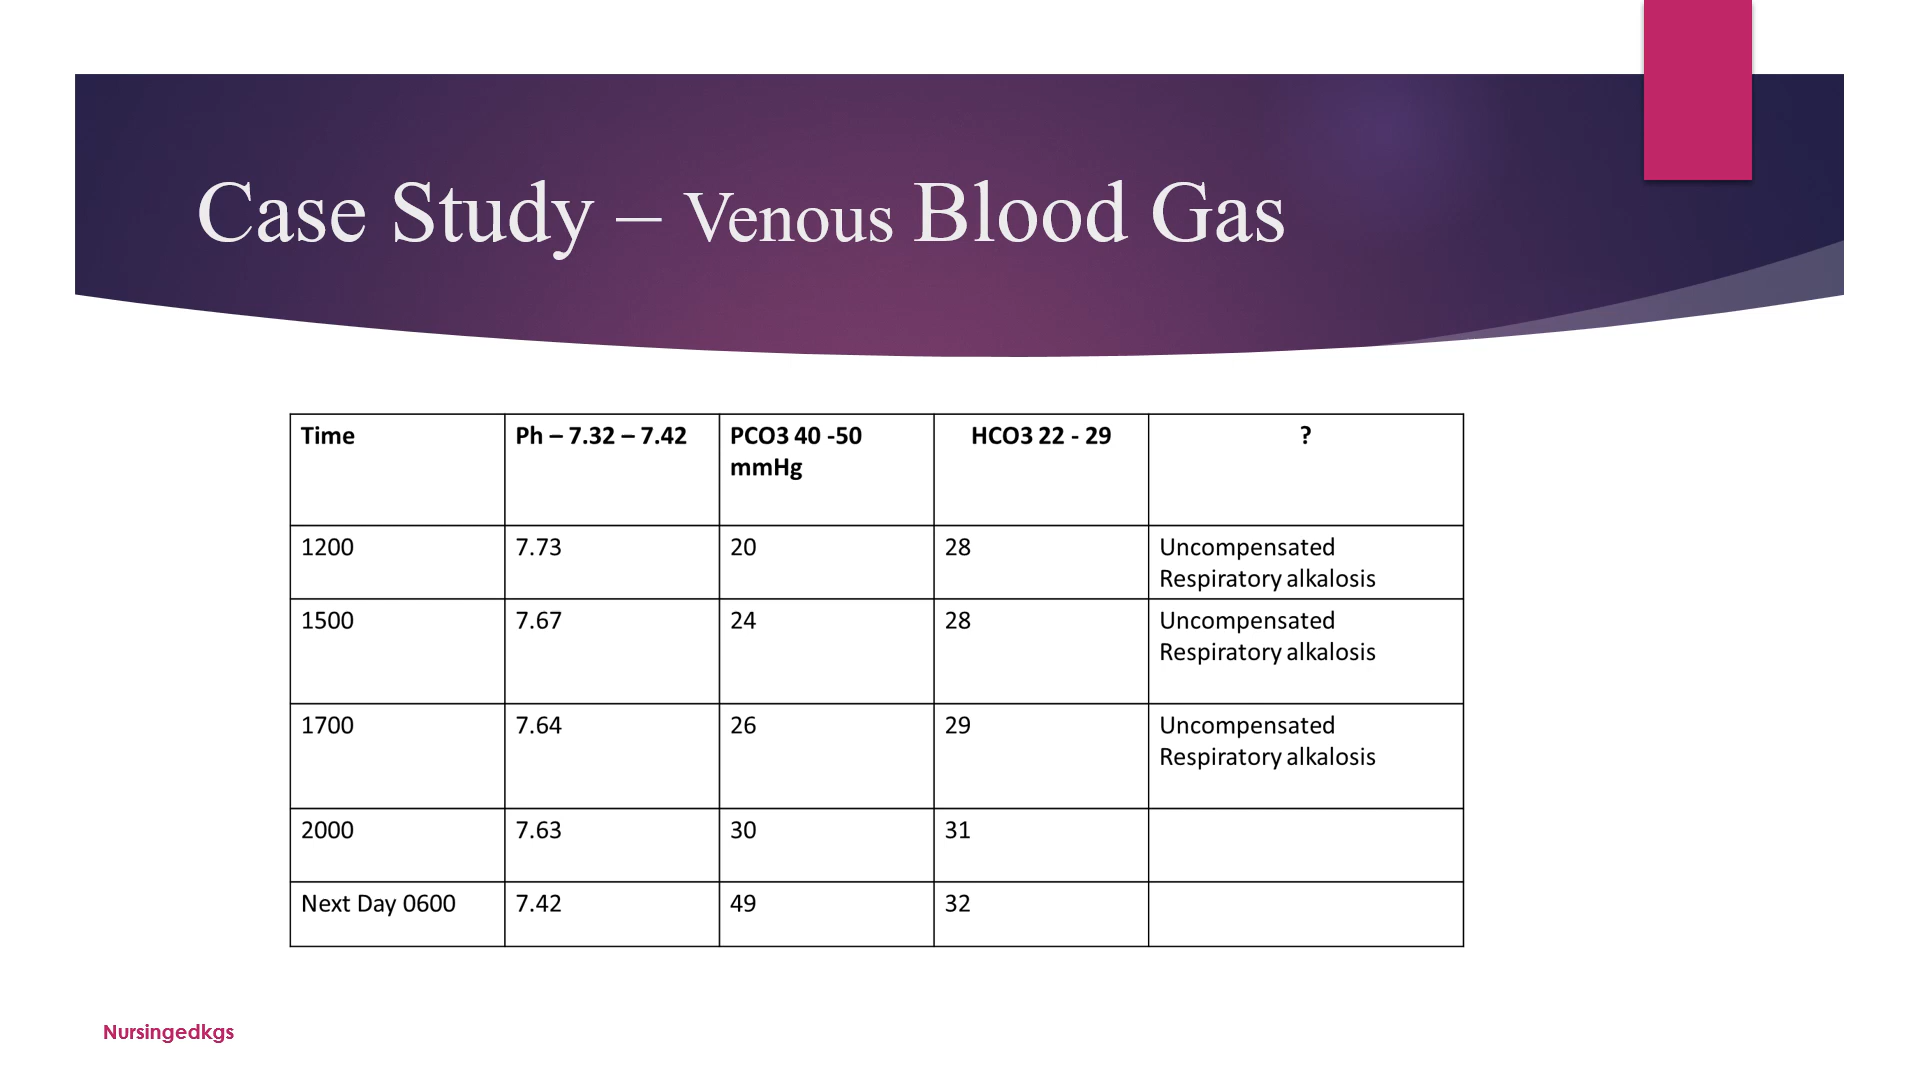 Case Study – Venous Blood Gas
Time
Ph – 7.32 – 7.42
PCO3 40 -50
mmHg
HCO3 22 - 29
?
1200
7.73
20
28
Uncompensated
Respiratory alkalosis
1500
7.67
24
28
Uncompensated
Respiratory alkalosis
1700
7.64
26
29
Uncompensated
Respiratory alkalosis
2000
7.63
30
31
Next Day 0600
7.42
49
32
Nursingedkgs